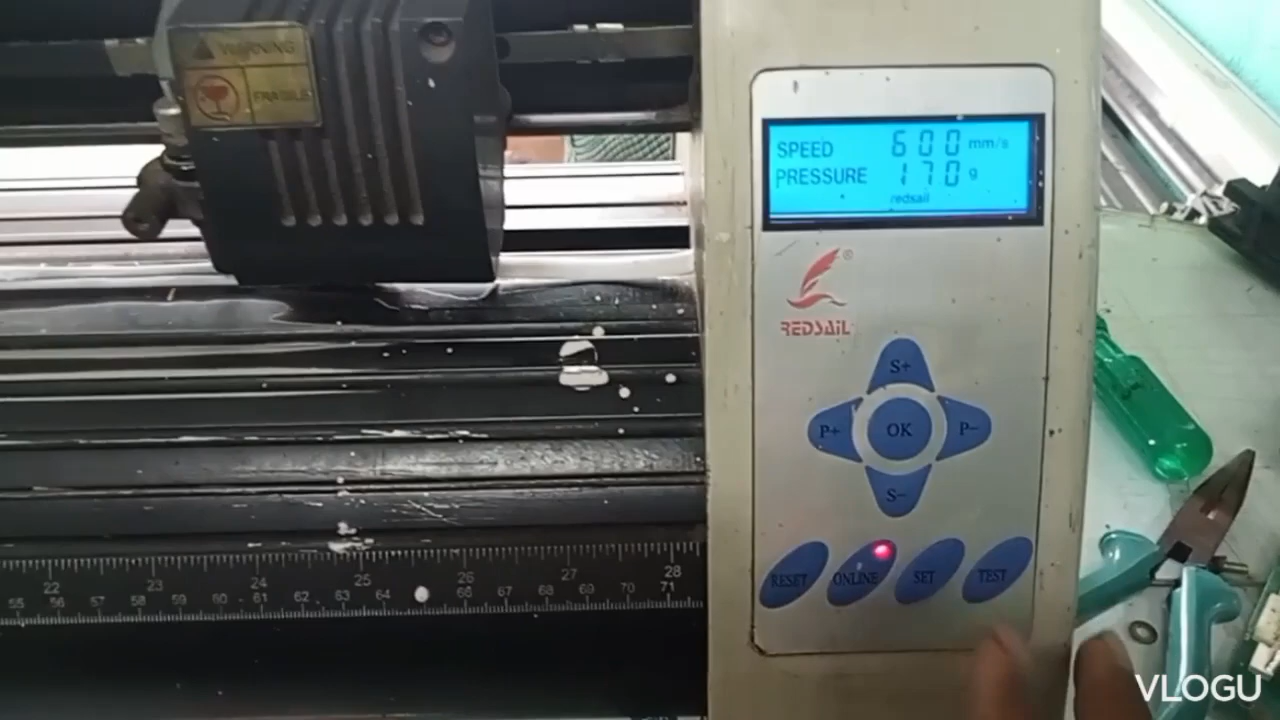 WARNING
FRAGILE
SPEED 600 mm/s
PRESSURE 170 g
redsail
®
REDSAIL
S+
P+ OK P-
S-
RESET ONLINE SET TEST
22 23 24 25 26 27 28
55 56 57 58 59 60 61 62 63 64 66 67 68 69 70 71
VLOGU